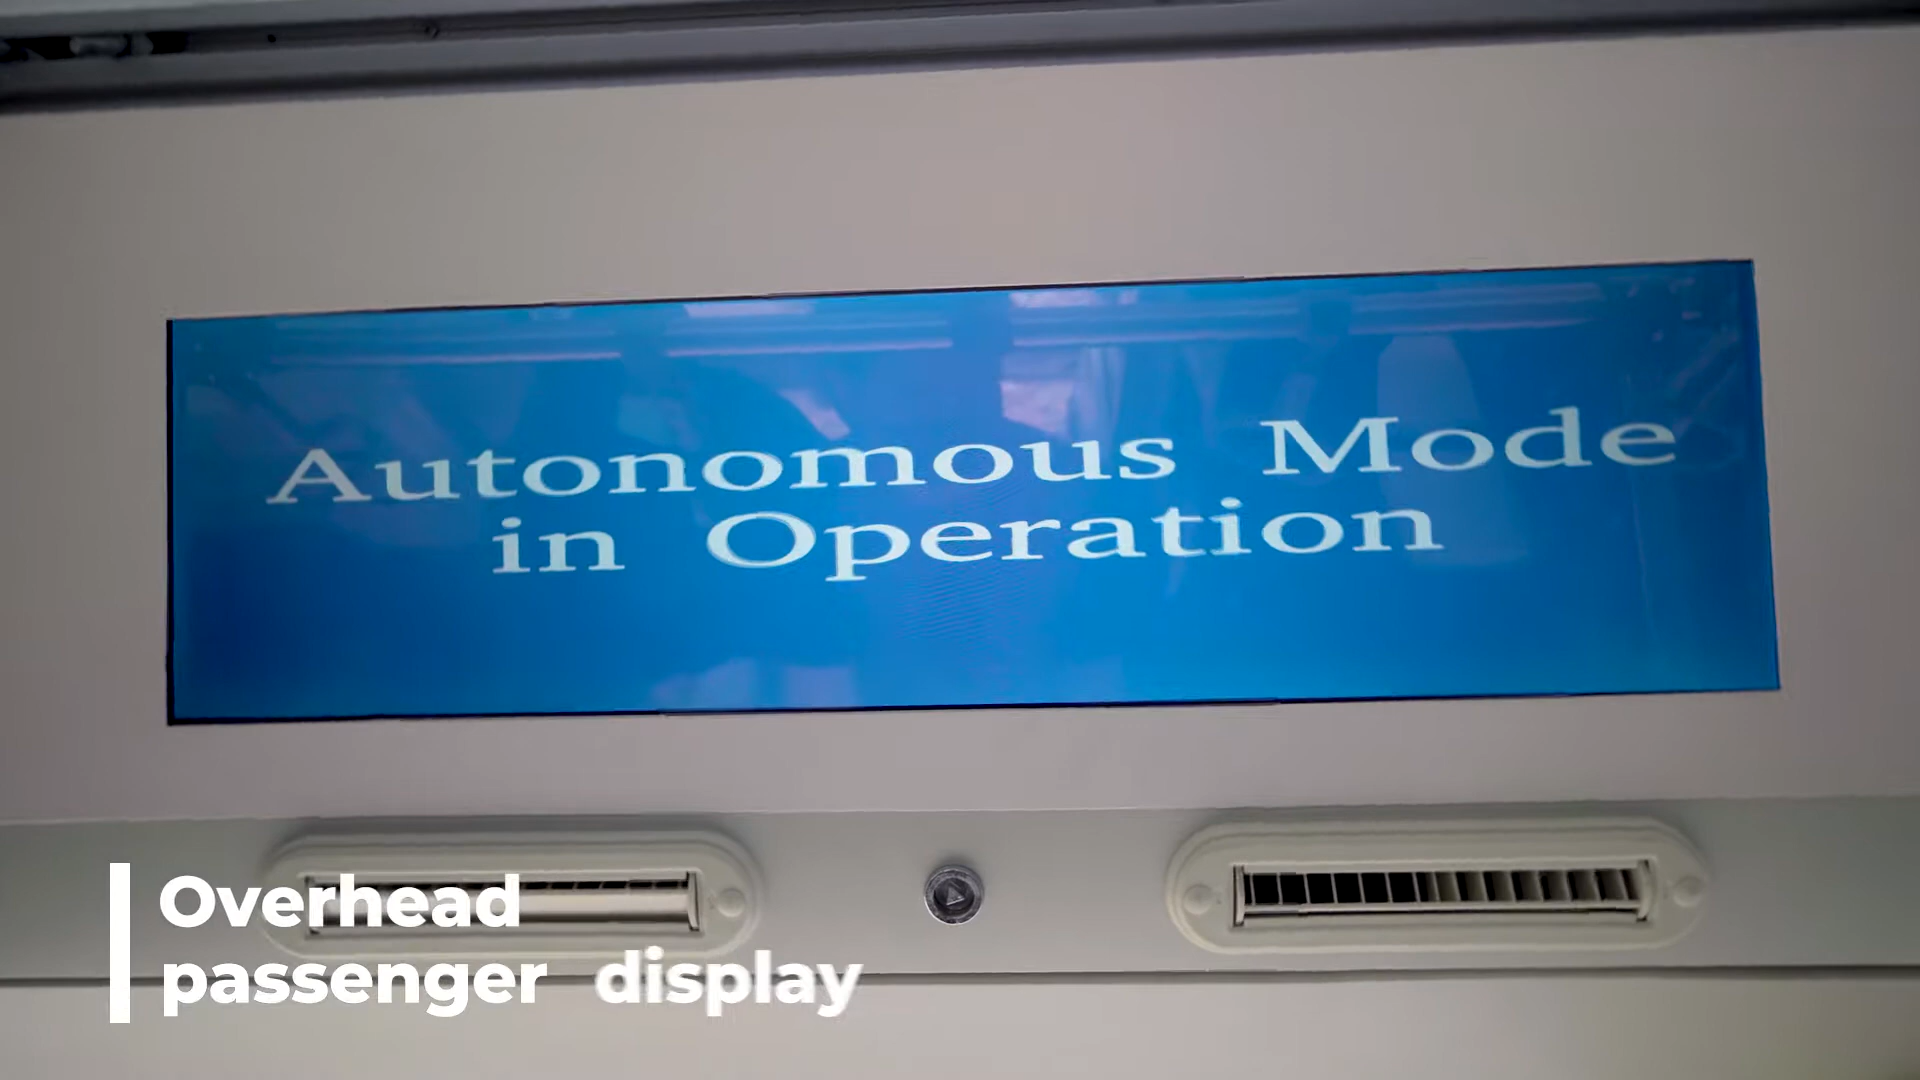 Autonomous Mode
in Operation
Overhead
passenger display